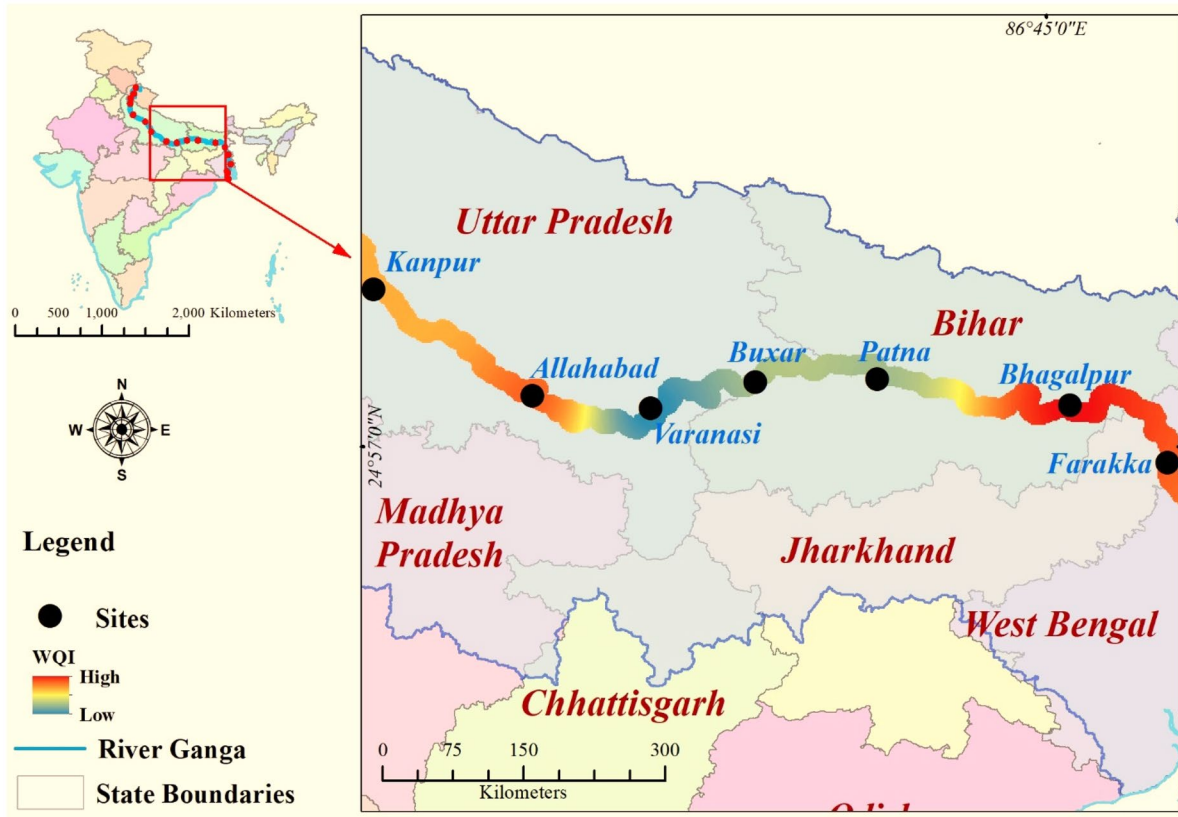 86°45'0"E
Uttar Pradesh
Kanpur
0 500 1,000 2,000 Kilometers
Bihar
Allahabad
Buxar
Patna
Bhagalpur
Varanasi
24°57'0"N
Farakka
N
W E
S
Madhya
Pradesh
Jharkhand
West Bengal
Chhattisgarh
0 75 150 300
Kilometers
Legend
Sites
WQI
High
Low
River Ganga
State Boundaries